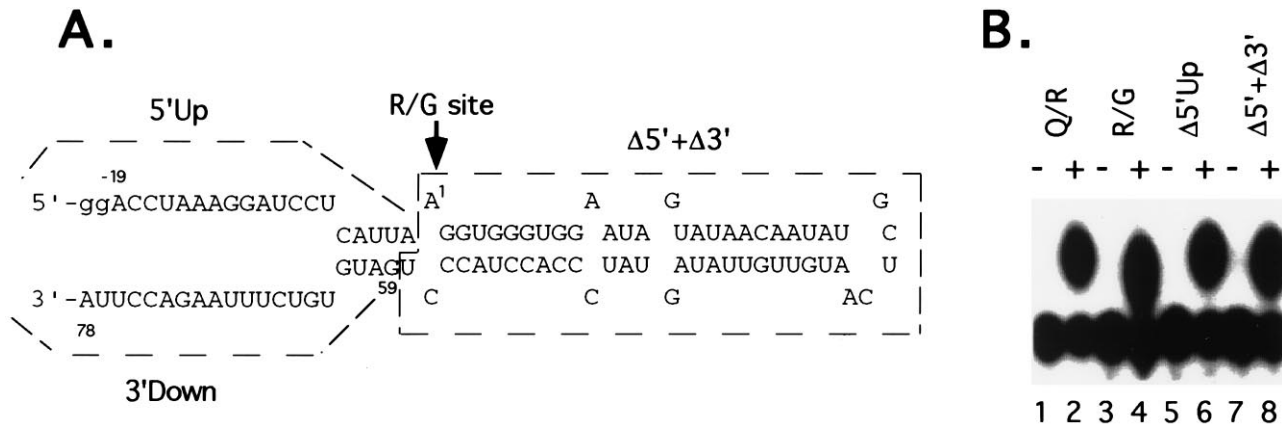 A.
B.
5'Up
R/G site
Δ5'+Δ3'
-19
A¹ A G G
5'-ggACCUAAAGGAUCCU
CAUUA GGUGGGUGG AUA UAUAACAAUAU C
GUAGU CCAUCCACC UAU AUAUUGUUGUA U
3'-AUUCCAGAAUUUCUGU
59
C C G AC
78
3'Down
Q/R R/G Δ5'Up Δ5'+Δ3'
- + - + - + - +
1 2 3 4 5 6 7 8